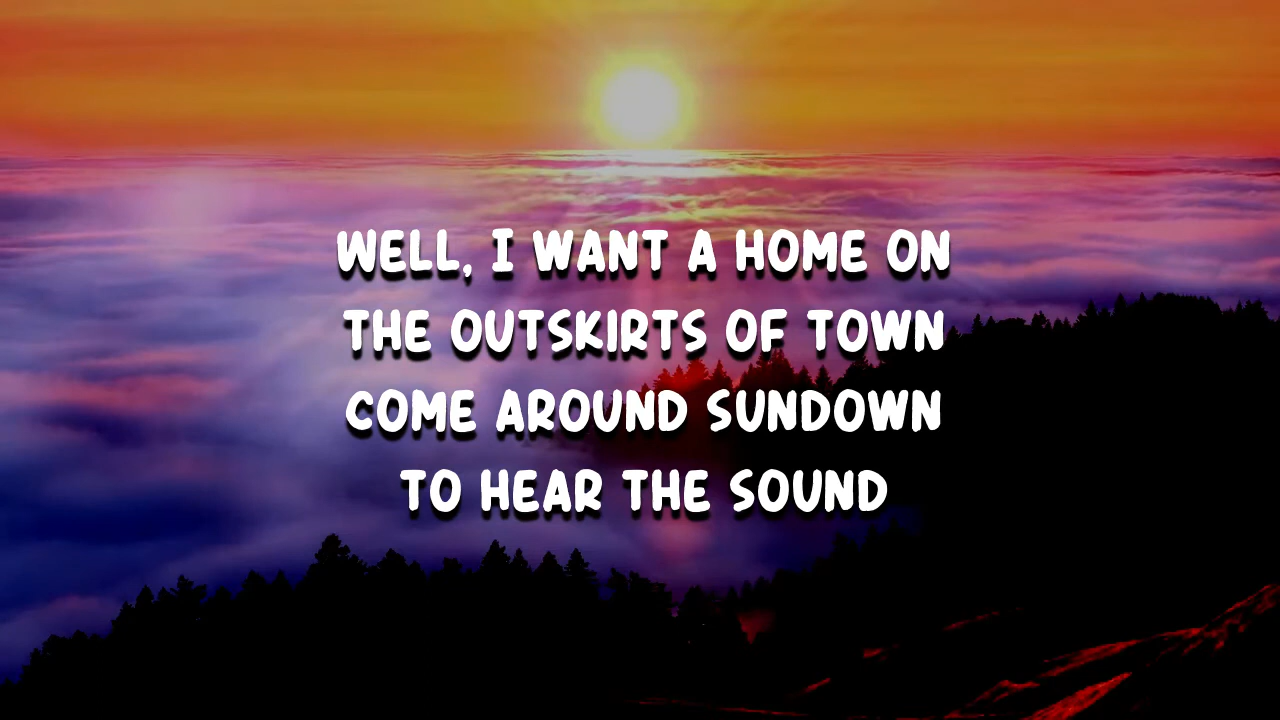 WELL, I WANT A HOME ON
THE OUTSKIRTS OF TOWN
COME AROUND SUNDOWN
TO HEAR THE SOUND